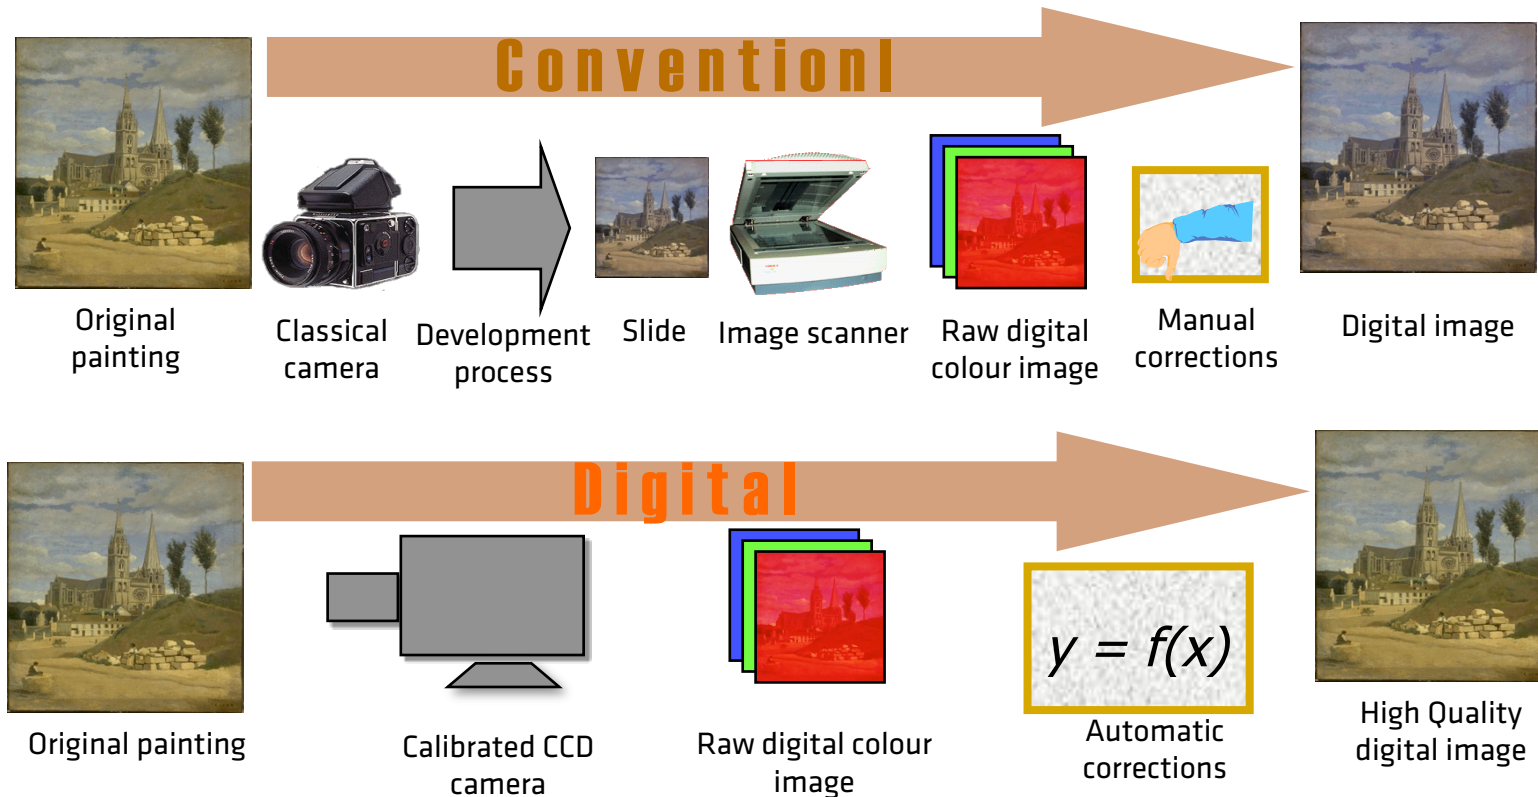 Conventionl
Original
painting
Classical
camera
Development
process
Slide
Image scanner
Raw digital
colour image
Manual
corrections
Digital image
Digital
y = f(x)
Original painting
Calibrated CCD
camera
Raw digital colour
image
Automatic
corrections
High Quality
digital image